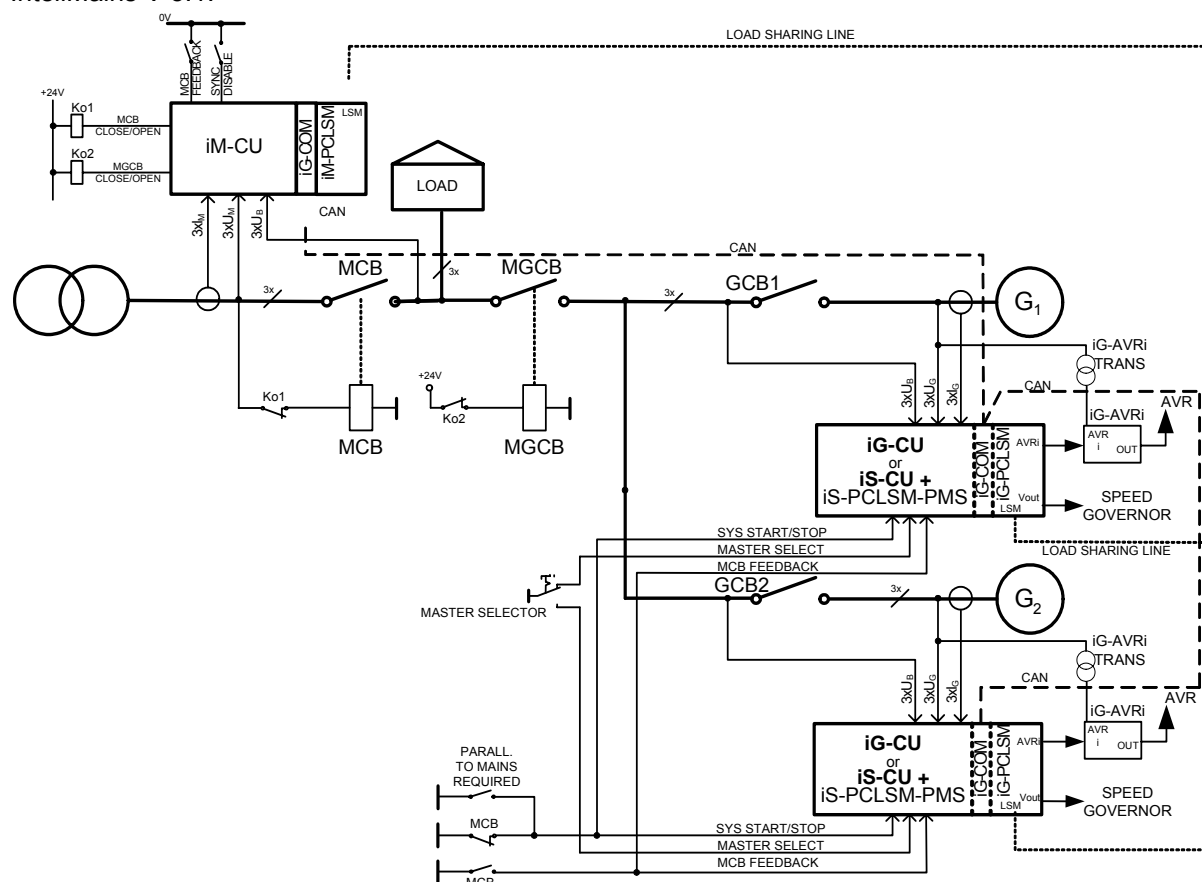 0V
LOAD SHARING LINE
MCB
FEEDBACK
SYNC
DISABLE
+24V
Ko1
MCB
CLOSE/OPEN
Ko2
MGCB
CLOSE/OPEN
iM-CU
iG-COM
iM-PCLSM
LSM
CAN
LOAD
3xIM
3xUM
3xUB
3x
CAN
MCB
MGCB
GCB1
3x
3x
G1
iG-AVRi
TRANS
+24V
Ko1
Ko2
MCB
MGCB
3xUB
3xUG
3xIG
CAN
iG-AVRi
AVR
AVR
i
OUT
iG-CU
or
iS-CU +
iS-PCLSM-PMS
iG-COM
iG-PCLSM
AVRi
Vout
LSM
SPEED
GOVERNOR
SYS START/STOP
MASTER SELECT
MCB FEEDBACK
LOAD SHARING LINE
MASTER SELECTOR
GCB2
3x
G2
iG-AVRi
TRANS
3xUB
3xUG
3xIG
CAN
iG-AVRi
AVR
AVR
i
OUT
iG-CU
or
iS-CU +
iS-PCLSM-PMS
iG-COM
iG-PCLSM
AVRi
Vout
LSM
SPEED
GOVERNOR
PARALL.
TO MAINS
REQUIRED
MCB
SYS START/STOP
MASTER SELECT
MCB FEEDBACK
MCB